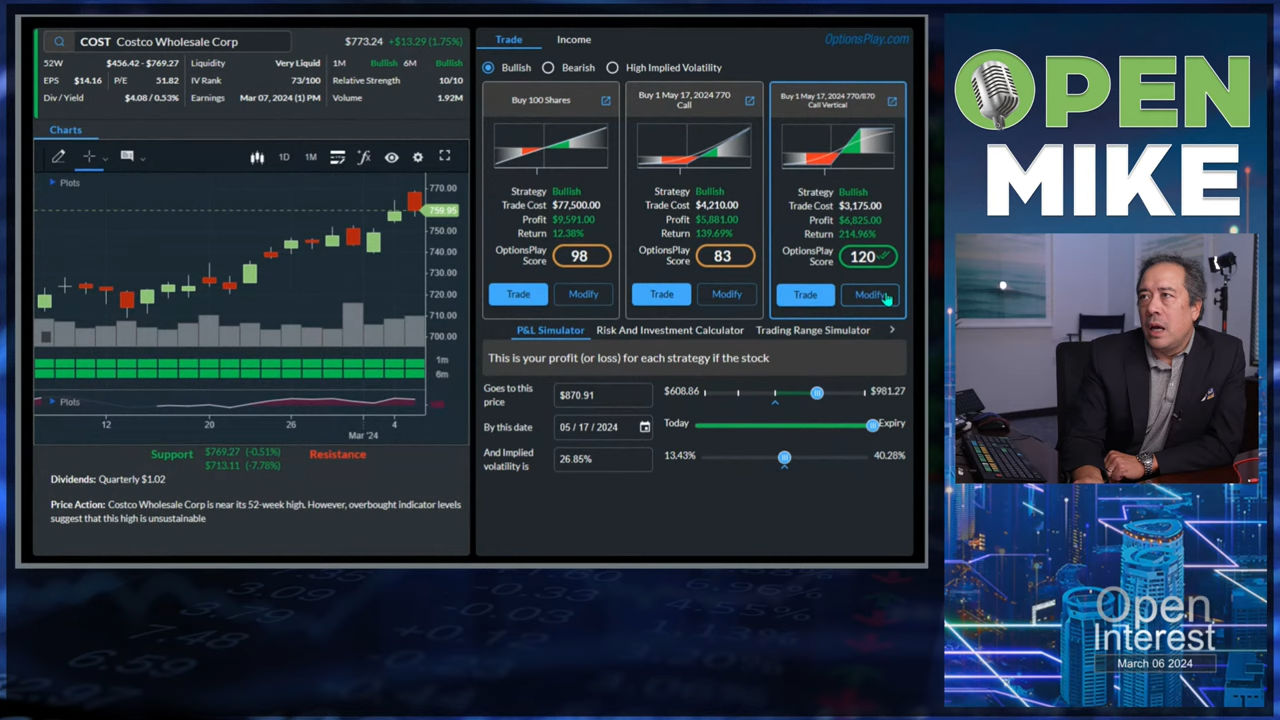 COST Costco Wholesale Corp
$773.24 +$13.29 (1.75%)
52W $456.42 - $769.27 Liquidity Very Liquid 1M Bullish 6M Bullish
EPS $14.16 P/E 51.82 IV Rank 73/100 Relative Strength 10/10
Div / Yield $4.08 / 0.53% Earnings Mar 07, 2024 (1) PM Volume 1.92M
Charts
1D 1M
Plots
770.00
759.95
750.00
740.00
730.00
720.00
710.00
700.00
1m
6m
Plots
12 20 26 4
Mar '24
Support $769.27 (-0.51%) Resistance
$713.11 (-7.78%)
Dividends: Quarterly $1.02
Price Action: Costco Wholesale Corp is near its 52-week high. However, overbought indicator levels
suggest that this high is unsustainable
Trade Income OptionsPlay.com
Bullish Bearish High Implied Volatility
Buy 100 Shares
Strategy Bullish
Trade Cost $77,500.00
Profit $9,591.00
Return 12.38%
OptionsPlay
Score 98
Trade Modify
Buy 1 May 17, 2024 770
Call
Strategy Bullish
Trade Cost $4,210.00
Profit $5,881.00
Return 139.69%
OptionsPlay
Score 83
Trade Modify
Buy 1 May 17, 2024 770/870
Call Vertical
Strategy Bullish
Trade Cost $3,175.00
Profit $6,825.00
Return 214.96%
OptionsPlay
Score 120
Trade Modify
P&L Simulator Risk And Investment Calculator Trading Range Simulator
This is your profit (or loss) for each strategy if the stock
Goes to this
price $870.91 $608.86 $981.27
By this date 05 / 17 / 2024 Today Expiry
And Implied
volatility is 26.85% 13.43% 40.28%
OPEN
MIKE
Open
Interest
March 06 2024